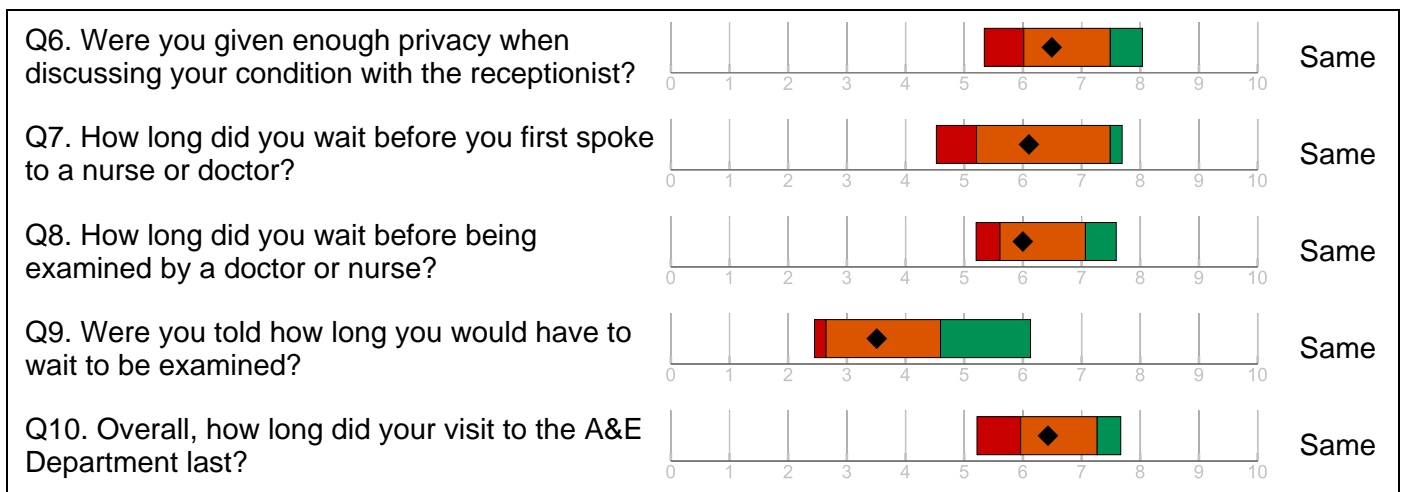 Q6. Were you given enough privacy when
discussing your condition with the receptionist?
0 1 2 3 4 5 6 7 8 9 10
Same
Q7. How long did you wait before you first spoke
to a nurse or doctor?
0 1 2 3 4 5 6 7 8 9 10
Same
Q8. How long did you wait before being
examined by a doctor or nurse?
0 1 2 3 4 5 6 7 8 9 10
Same
Q9. Were you told how long you would have to
wait to be examined?
0 1 2 3 4 5 6 7 8 9 10
Same
Q10. Overall, how long did your visit to the A&E
Department last?
0 1 2 3 4 5 6 7 8 9 10
Same